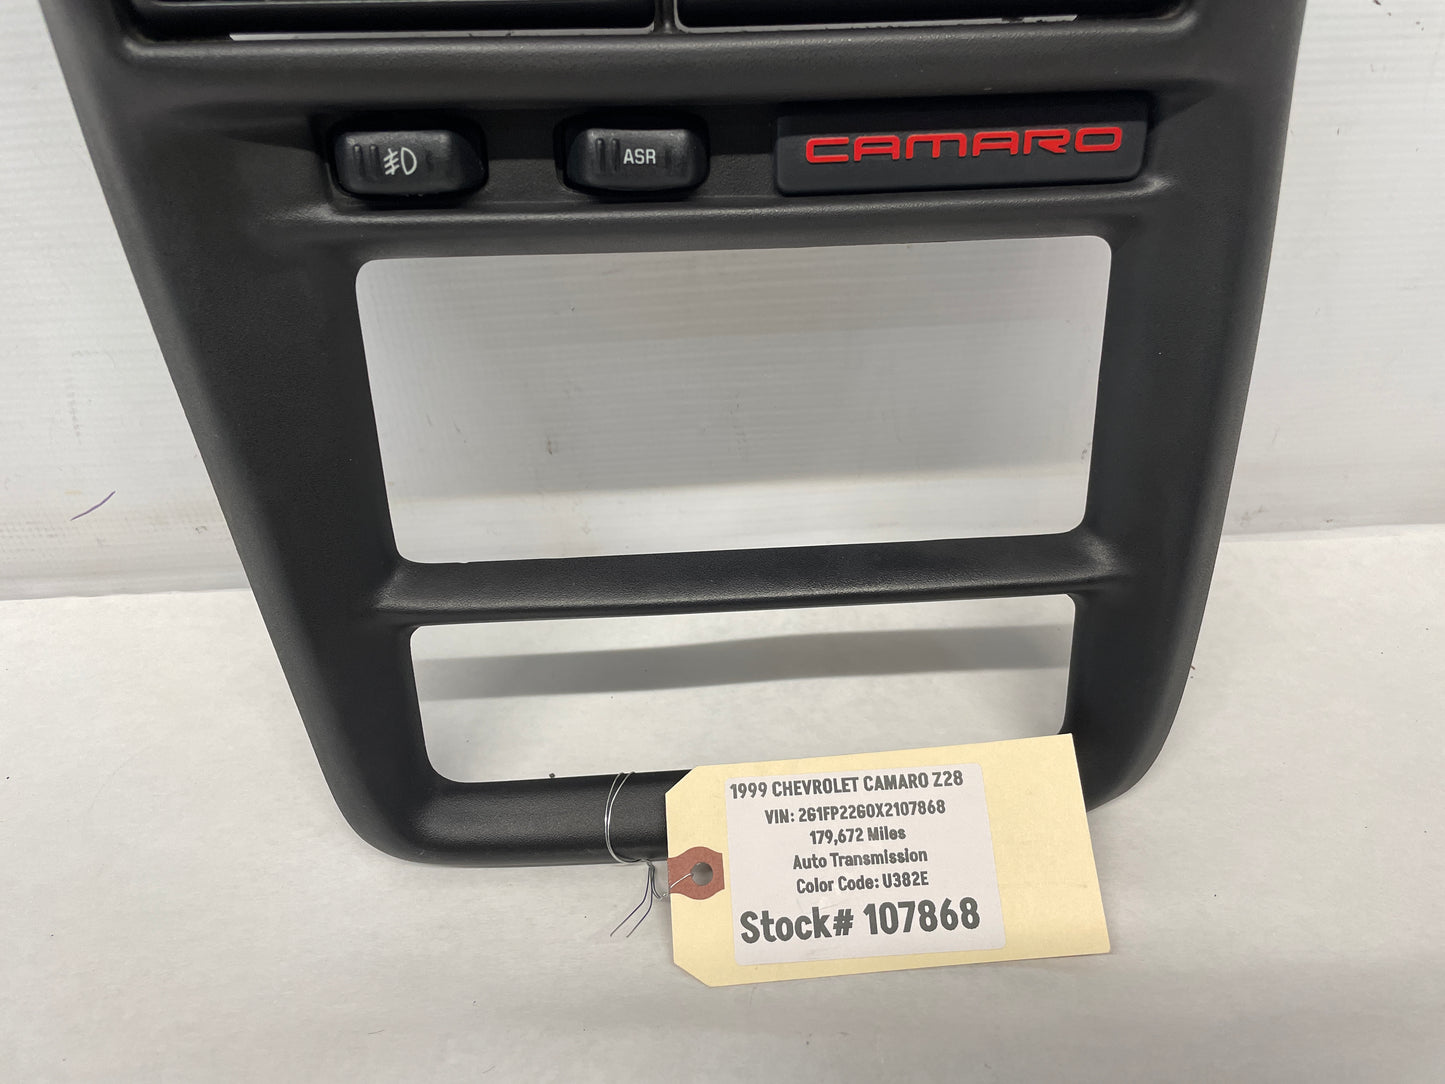 ASR
CAMARO
1999 CHEVROLET CAMARO Z28
VIN: 2G1FP22G0X2107868
179,672 Miles
Auto Transmission
Color Code: U382E
Stock# 107868